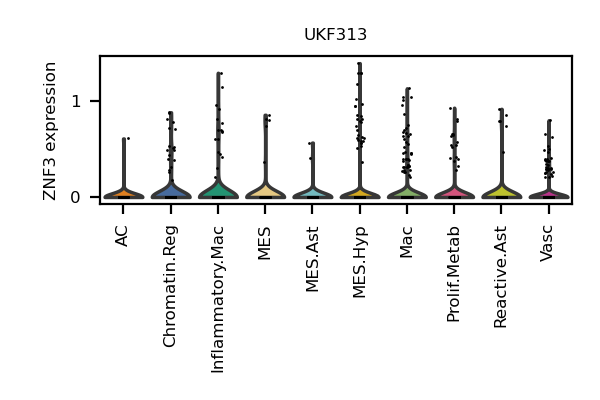 UKF313
ZNF3 expression
1
0
AC
Chromatin.Reg
Inflammatory.Mac
MES
MES.Ast
MES.Hyp
Mac
Prolif.Metab
Reactive.Ast
Vasc